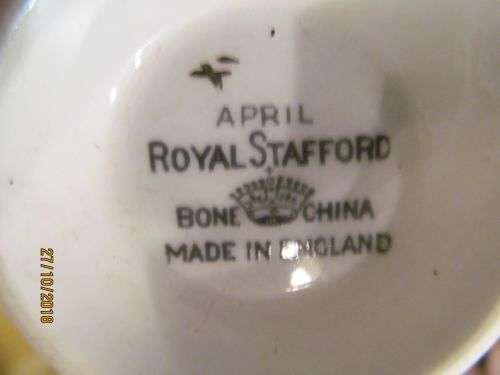 APRIL
ROYAL STAFFORD
BONE CHINA
MADE IN ENGLAND
27/10/2018